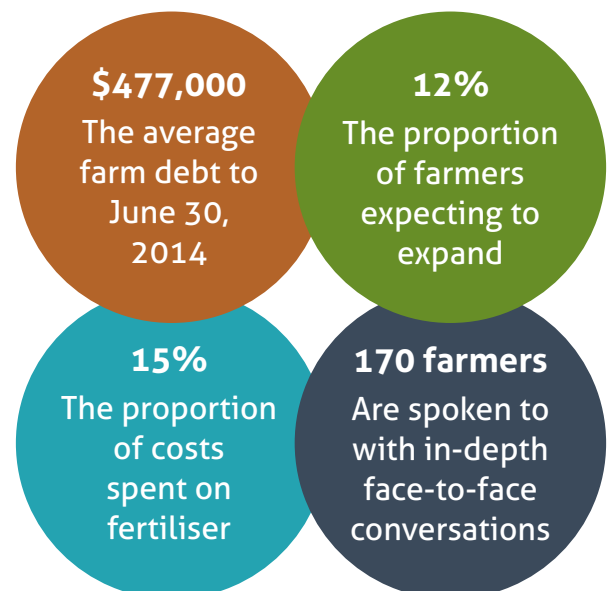 $477,000
The average
farm debt to
June 30,
2014
12%
The proportion
of farmers
expecting to
expand
15%
The proportion
of costs
spent on
fertiliser
170 farmers
Are spoken to
with in-depth
face-to-face
conversations